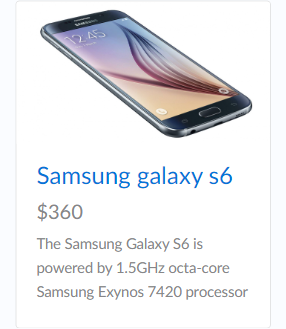 SAMSUNG
12:45
Samsung galaxy s6
$360
The Samsung Galaxy S6 is
powered by 1.5GHz octa-core
Samsung Exynos 7420 processor